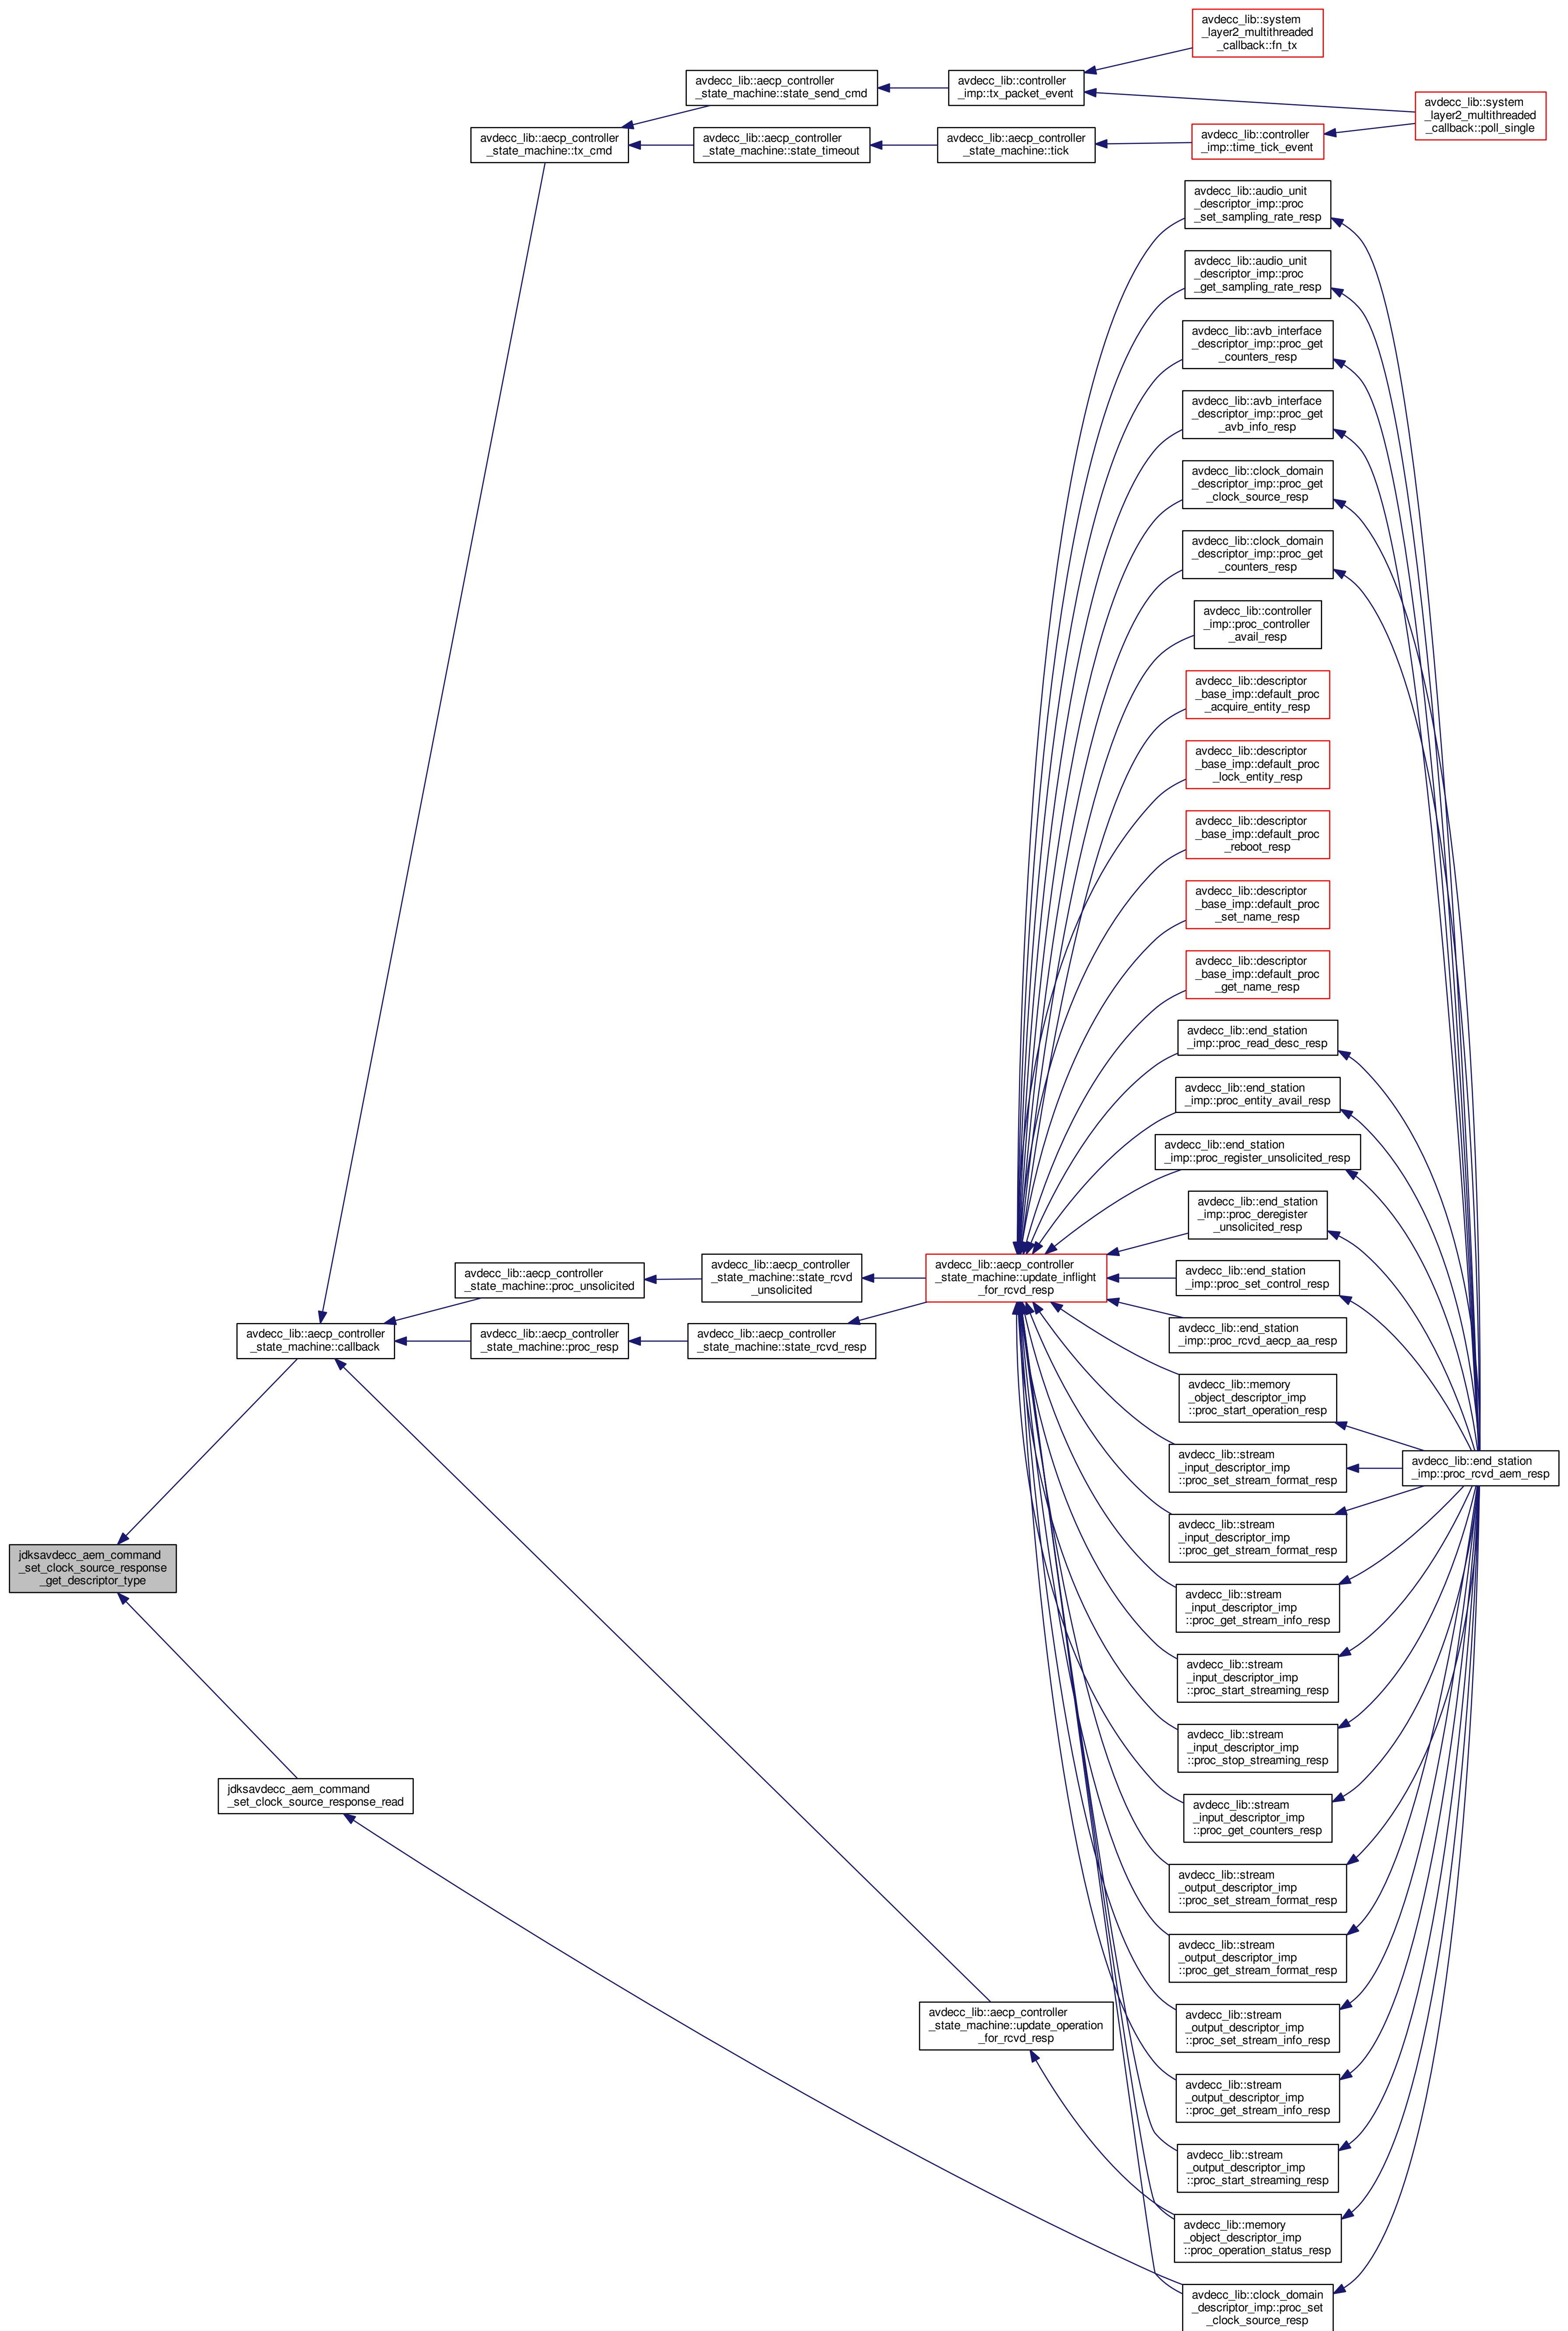 avdecc_lib::system
_layer2_multithreaded
_callback::fn_tx
avdecc_lib::aecp_controller
_state_machine::state_send_cmd
avdecc_lib::controller
_imp::tx_packet_event
avdecc_lib::system
_layer2_multithreaded
_callback::poll_single
avdecc_lib::aecp_controller
_state_machine::tx_cmd
avdecc_lib::aecp_controller
_state_machine::state_timeout
avdecc_lib::aecp_controller
_state_machine::tick
avdecc_lib::controller
_imp::time_tick_event
avdecc_lib::audio_unit
_descriptor_imp::proc
_set_sampling_rate_resp
avdecc_lib::audio_unit
_descriptor_imp::proc
_get_sampling_rate_resp
avdecc_lib::avb_interface
_descriptor_imp::proc_get
_counters_resp
avdecc_lib::avb_interface
_descriptor_imp::proc_get
_avb_info_resp
avdecc_lib::clock_domain
_descriptor_imp::proc_get
_clock_source_resp
avdecc_lib::clock_domain
_descriptor_imp::proc_get
_counters_resp
avdecc_lib::controller
_imp::proc_controller
_avail_resp
avdecc_lib::descriptor
_base_imp::default_proc
_acquire_entity_resp
avdecc_lib::descriptor
_base_imp::default_proc
_lock_entity_resp
avdecc_lib::descriptor
_base_imp::default_proc
_reboot_resp
avdecc_lib::descriptor
_base_imp::default_proc
_set_name_resp
avdecc_lib::descriptor
_base_imp::default_proc
_get_name_resp
avdecc_lib::end_station
_imp::proc_read_desc_resp
avdecc_lib::end_station
_imp::proc_entity_avail_resp
avdecc_lib::end_station
_imp::proc_register_unsolicited_resp
avdecc_lib::end_station
_imp::proc_deregister
_unsolicited_resp
avdecc_lib::aecp_controller
_state_machine::proc_unsolicited
avdecc_lib::aecp_controller
_state_machine::state_rcvd
_unsolicited
avdecc_lib::aecp_controller
_state_machine::update_inflight
_for_rcvd_resp
avdecc_lib::end_station
_imp::proc_set_control_resp
avdecc_lib::aecp_controller
_state_machine::callback
avdecc_lib::aecp_controller
_state_machine::proc_resp
avdecc_lib::aecp_controller
_state_machine::state_rcvd_resp
avdecc_lib::end_station
_imp::proc_rcvd_aecp_aa_resp
avdecc_lib::memory
_object_descriptor_imp
::proc_start_operation_resp
avdecc_lib::stream
_input_descriptor_imp
::proc_set_stream_format_resp
avdecc_lib::end_station
_imp::proc_rcvd_aem_resp
avdecc_lib::stream
_input_descriptor_imp
::proc_get_stream_format_resp
jdksavdecc_aem_command
_set_clock_source_response
_get_descriptor_type
avdecc_lib::stream
_input_descriptor_imp
::proc_get_stream_info_resp
avdecc_lib::stream
_input_descriptor_imp
::proc_start_streaming_resp
avdecc_lib::stream
_input_descriptor_imp
::proc_stop_streaming_resp
jdksavdecc_aem_command
_set_clock_source_response_read
avdecc_lib::stream
_input_descriptor_imp
::proc_get_counters_resp
avdecc_lib::stream
_output_descriptor_imp
::proc_set_stream_format_resp
avdecc_lib::stream
_output_descriptor_imp
::proc_get_stream_format_resp
avdecc_lib::aecp_controller
_state_machine::update_operation
_for_rcvd_resp
avdecc_lib::stream
_output_descriptor_imp
::proc_set_stream_info_resp
avdecc_lib::stream
_output_descriptor_imp
::proc_get_stream_info_resp
avdecc_lib::stream
_output_descriptor_imp
::proc_start_streaming_resp
avdecc_lib::memory
_object_descriptor_imp
::proc_operation_status_resp
avdecc_lib::clock_domain
_descriptor_imp::proc_set
_clock_source_resp